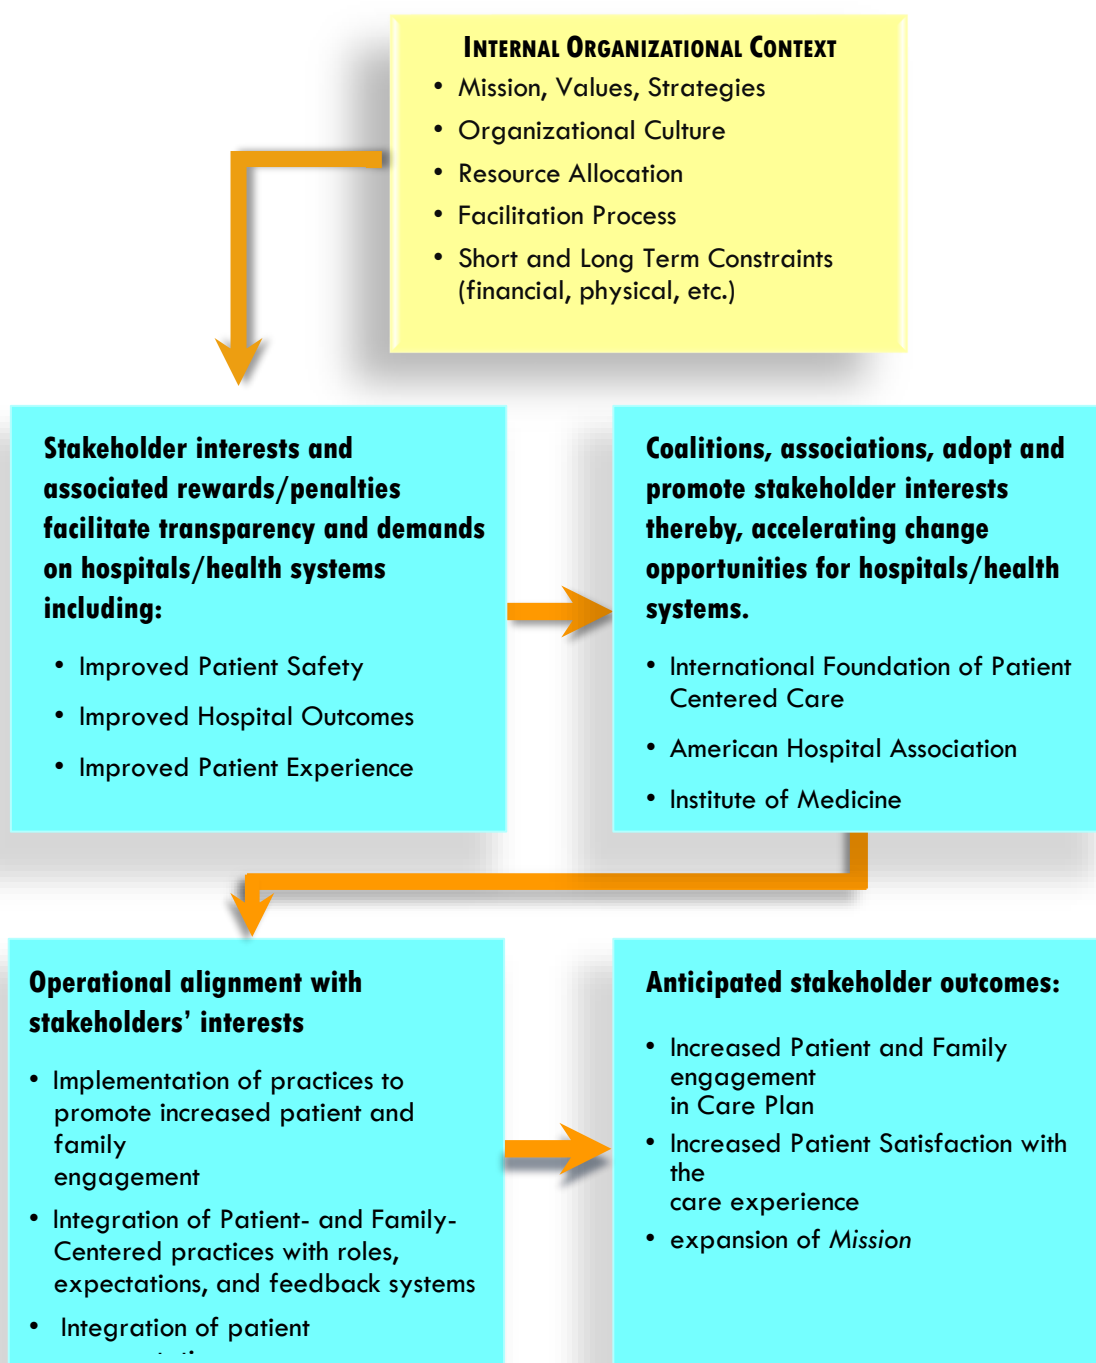 INTERNAL ORGANIZATIONAL CONTEXT
• Mission, Values, Strategies
• Organizational Culture
• Resource Allocation
• Facilitation Process
• Short and Long Term Constraints
(financial, physical, etc.)
Stakeholder interests and
associated rewards/penalties
facilitate transparency and demands
on hospitals/health systems
including:
• Improved Patient Safety
• Improved Hospital Outcomes
• Improved Patient Experience
Coalitions, associations, adopt and
promote stakeholder interests
thereby, accelerating change
opportunities for hospitals/health
systems.
• International Foundation of Patient
Centered Care
• American Hospital Association
• Institute of Medicine
Operational alignment with
stakeholders’ interests
• Implementation of practices to
promote increased patient and
family
engagement
• Integration of Patient- and Family-
Centered practices with roles,
expectations, and feedback systems
• Integration of patient
Anticipated stakeholder outcomes:
• Increased Patient and Family
engagement
in Care Plan
• Increased Patient Satisfaction with
the
care experience
• expansion of Mission